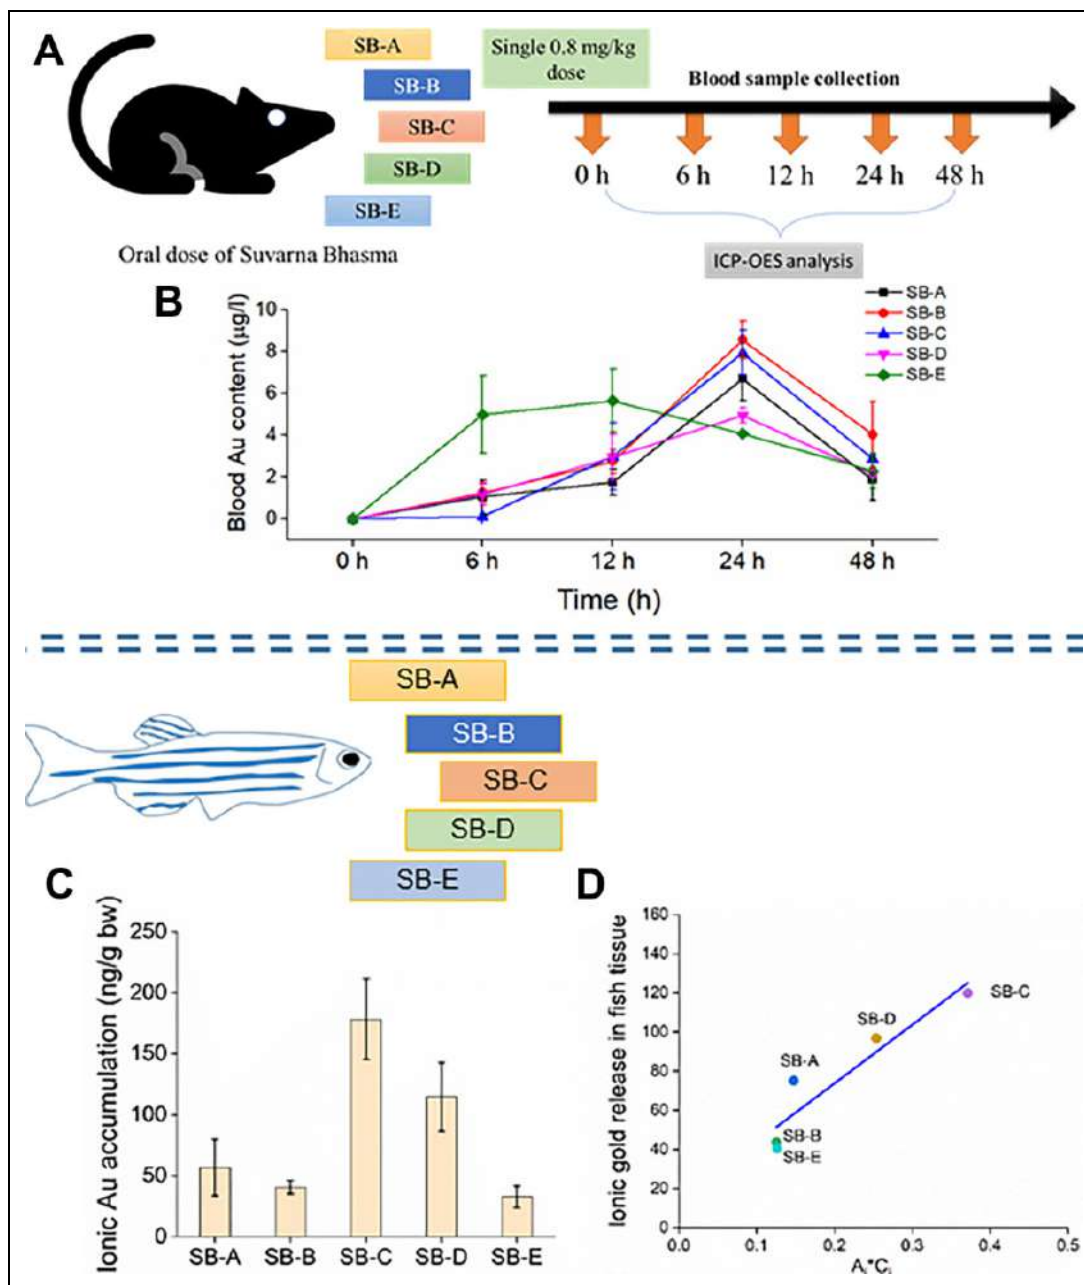 A
SB-A
SB-B
SB-C
SB-D
SB-E
Single 0.8 mg/kg
dose
Blood sample collection
0 h
6 h
12 h
24 h
48 h
Oral dose of Suvarna Bhasma
ICP-OES analysis
B
SB-A
SB-B
SB-C
SB-D
SB-E
Blood Au content (µg/l)
10
8
6
4
2
0
0 h
6 h
12 h
24 h
48 h
Time (h)
SB-A
SB-B
SB-C
SB-D
SB-E
C
Ionic Au accumulation (ng/g bw)
250
200
150
100
50
0
SB-A
SB-B
SB-C
SB-D
SB-E
D
Ionic gold release in fish tissue
160
140
120
100
80
60
40
20
0
SB-C
SB-D
SB-A
SB-B
SB-E
0.0
0.1
0.2
0.3
0.4
0.5
Aᵢ*Cᵢ